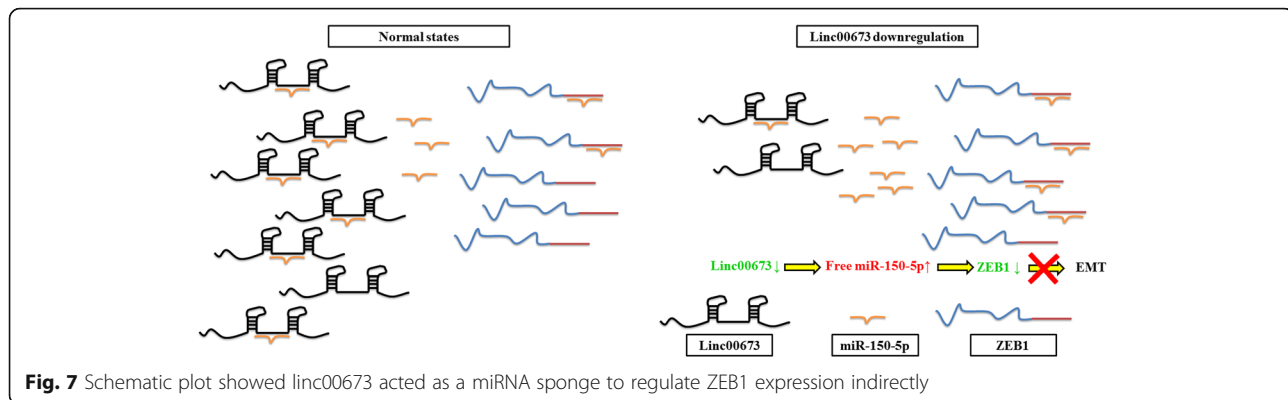 Normal states
Linc00673 downregulation
Linc00673 ↓ Free miR-150-5p↑ ZEB1 ↓ EMT
Linc00673 miR-150-5p ZEB1
Fig. 7 Schematic plot showed linc00673 acted as a miRNA sponge to regulate ZEB1 expression indirectly